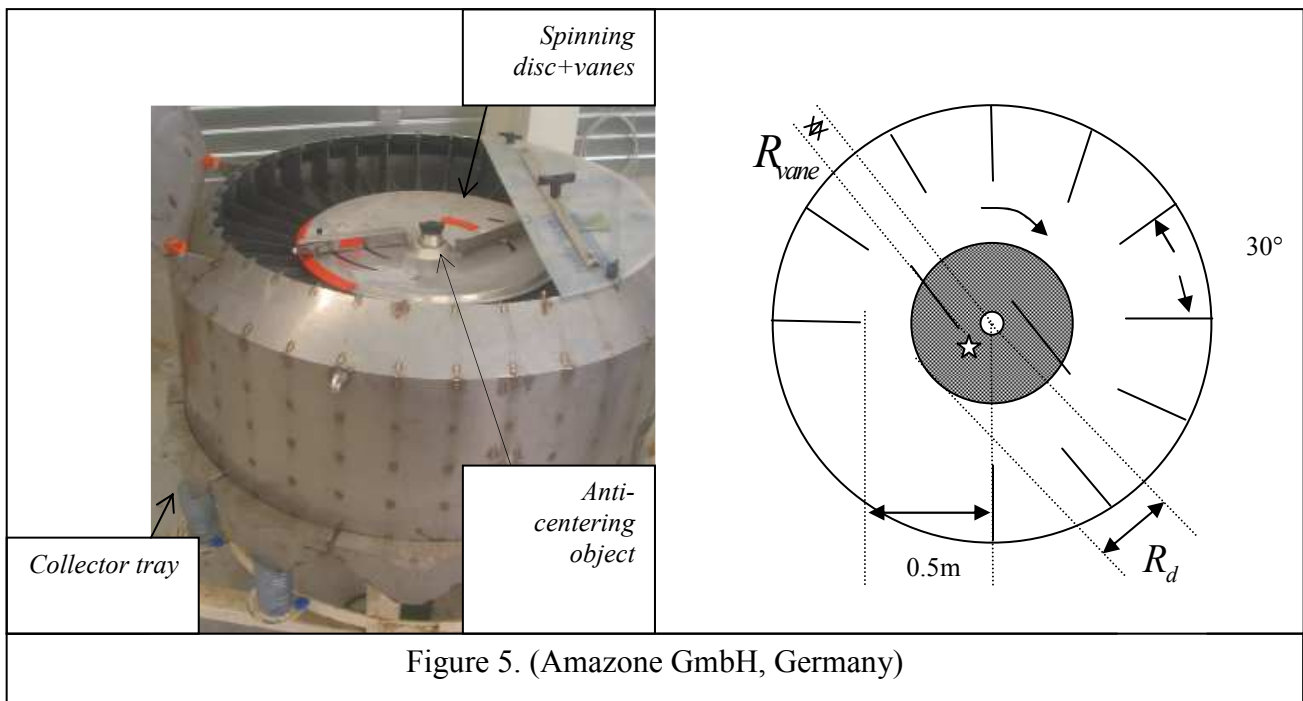 Spinning
disc+vanes
Anti-
centering
object
Collector tray
R_vane
30°
0.5m
R_d
Figure 5. (Amazone GmbH, Germany)